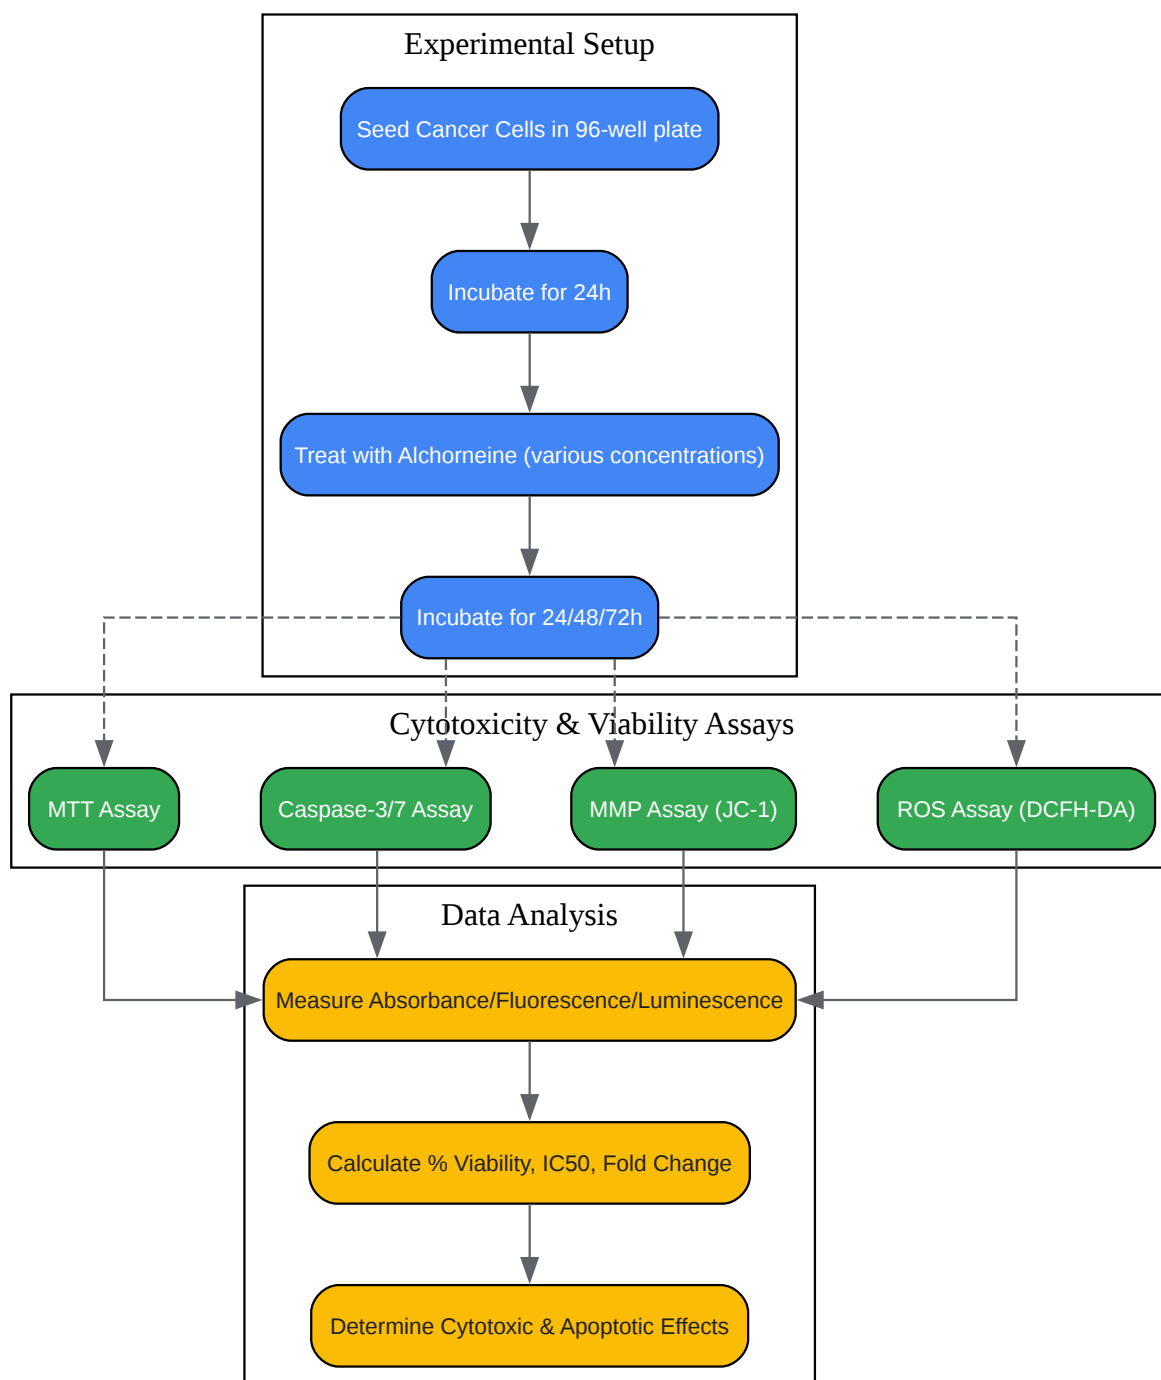 Experimental Setup
Seed Cancer Cells in 96-well plate
Incubate for 24h
Treat with Alchorneine (various concentrations)
Incubate for 24/48/72h
Cytotoxicity & Viability Assays
MTT Assay
Caspase-3/7 Assay
MMP Assay (JC-1)
ROS Assay (DCFH-DA)
Data Analysis
Measure Absorbance/Fluorescence/Luminescence
Calculate % Viability, IC50, Fold Change
Determine Cytotoxic & Apoptotic Effects